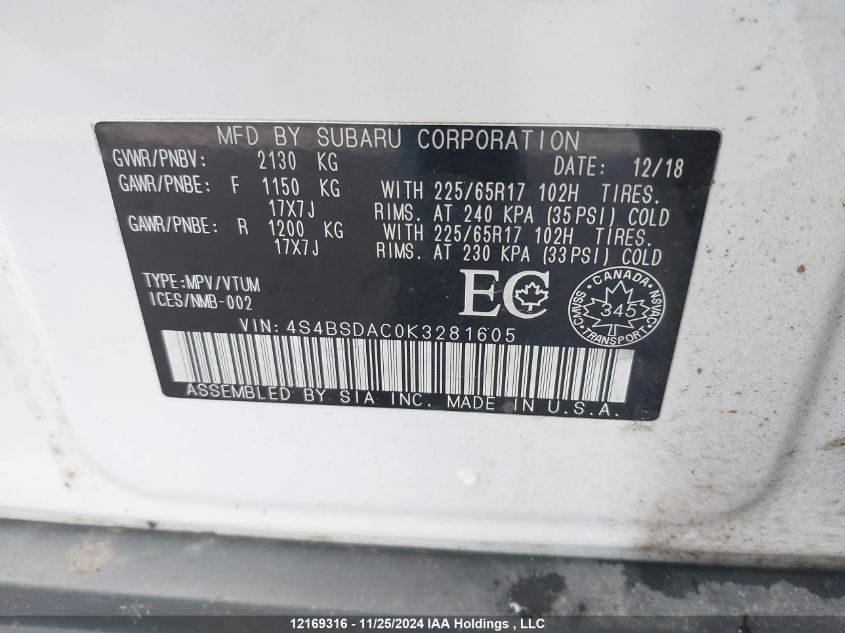 MFD BY SUBARU CORPORATION
GVWR/PNBV: 2130 KG DATE: 12/18
GAWR/PNBE: F 1150 KG WITH 225/65R17 102H TIRES.
17X7J RIMS. AT 240 KPA (35PSI) COLD
GAWR/PNBE: R 1200 KG WITH 225/65R17 102H TIRES.
17X7J RIMS. AT 230 KPA (33PSI) COLD
TYPE:MPV/VTUM
ICES/NMB-002
EC
CANADA
CMVSS 345 NSVAC
TRANSPORT
VIN: 4S4BSDAC0K3281605
ASSEMBLED BY SIA INC. MADE IN U.S.A.
12169316 - 11/25/2024 IAA Holdings, LLC